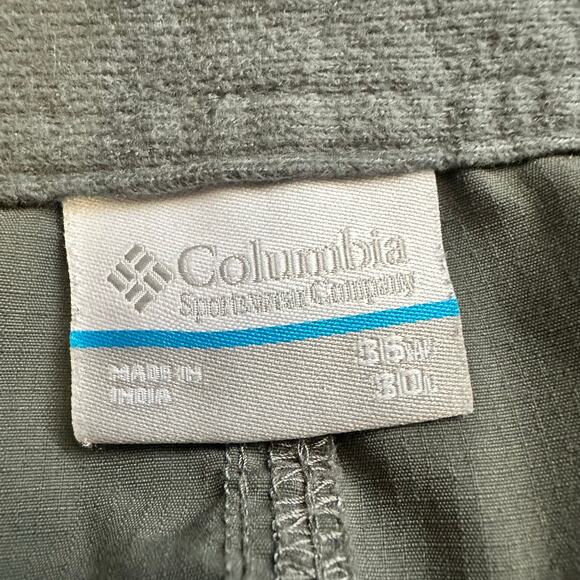 Columbia
Sportswear Company
MADE IN
INDIA
36W
30L